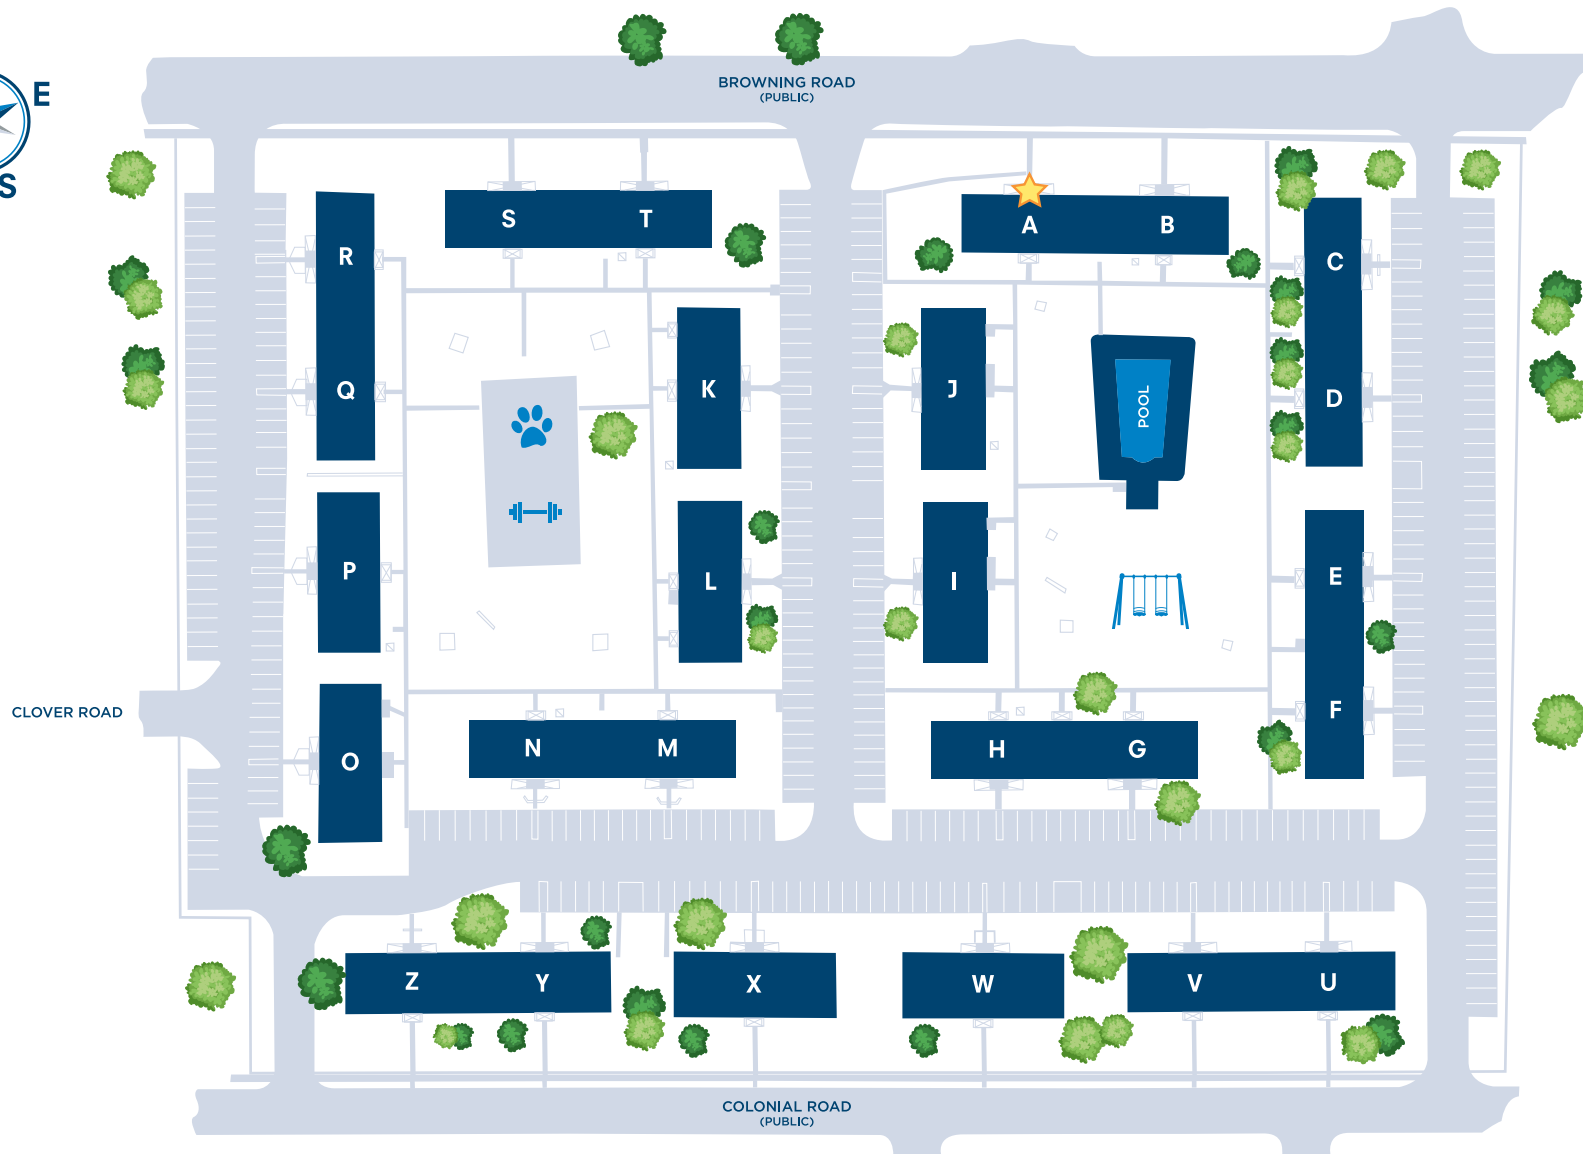 E
S
BROWNING ROAD
(PUBLIC)
S T
A B
R
C
Q
K
J
D
POOL
P
L
I
E
CLOVER ROAD
O
N M
H G
F
Z Y
X
W
V U
COLONIAL ROAD
(PUBLIC)